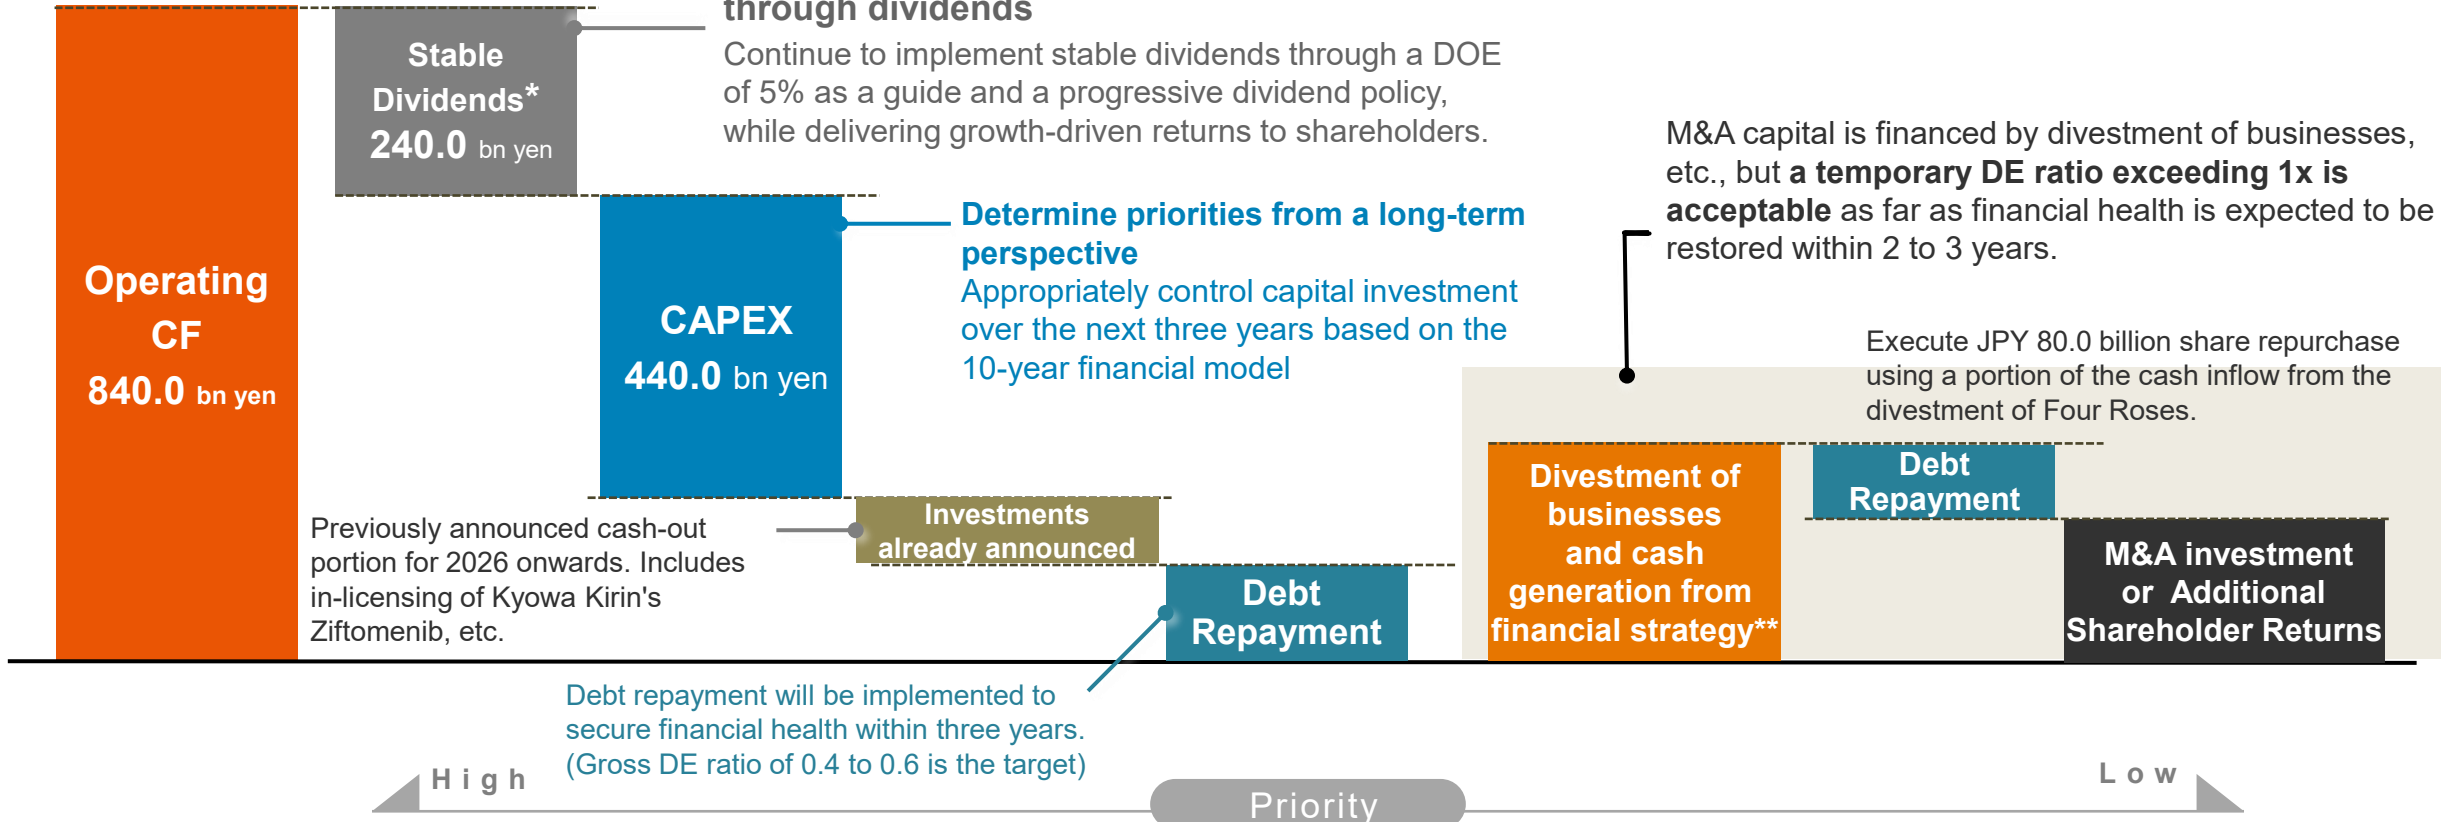 through dividends
Continue to implement stable dividends through a DOE
of 5% as a guide and a progressive dividend policy,
while delivering growth-driven returns to shareholders.
Stable
Dividends*
240.0 bn yen
Operating
CF
840.0 bn yen
Determine priorities from a long-term
perspective
Appropriately control capital investment
over the next three years based on the
10-year financial model
CAPEX
440.0 bn yen
M&A capital is financed by divestment of businesses,
etc., but a temporary DE ratio exceeding 1x is
acceptable as far as financial health is expected to be
restored within 2 to 3 years.
Execute JPY 80.0 billion share repurchase
using a portion of the cash inflow from the
divestment of Four Roses.
Previously announced cash-out
portion for 2026 onwards. Includes
in-licensing of Kyowa Kirin's
Ziftomenib, etc.
Investments
already announced
Debt
Repayment
Divestment of
businesses
and cash
generation from
financial strategy**
Debt
Repayment
M&A investment
or Additional
Shareholder Returns
Debt repayment will be implemented to
secure financial health within three years.
(Gross DE ratio of 0.4 to 0.6 is the target)
High
Priority
Low